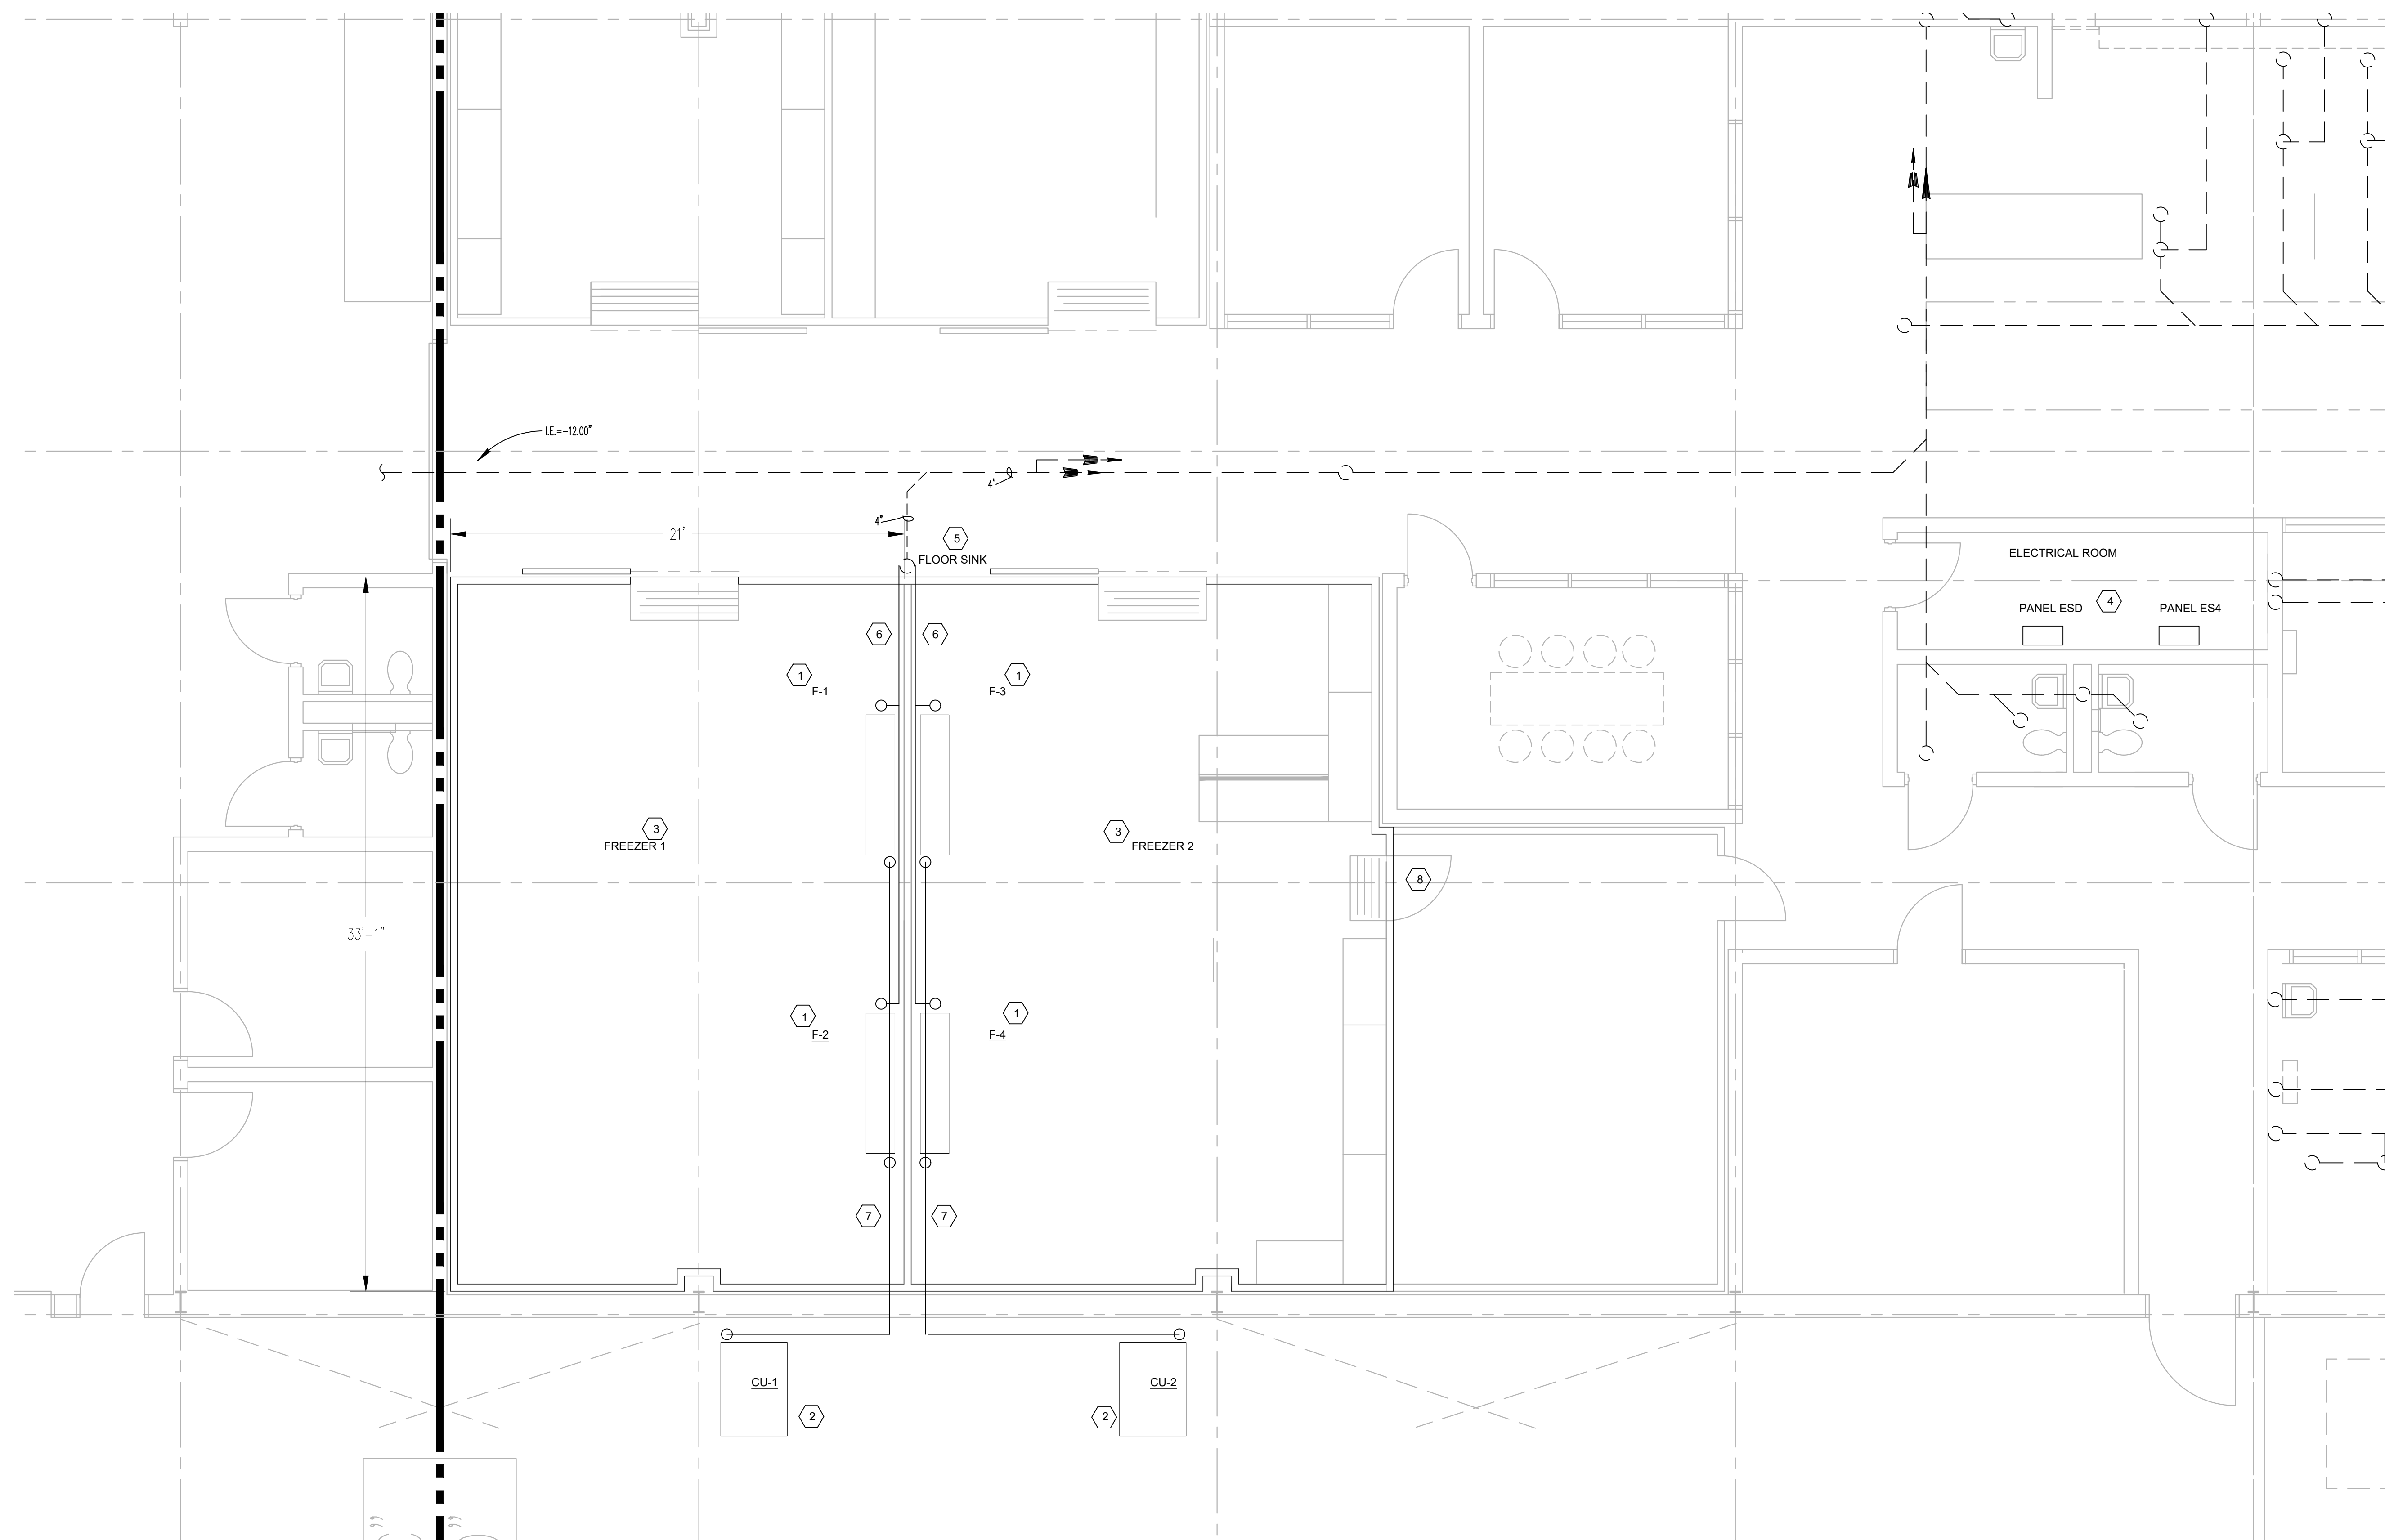 I.E.=-12.00"
4"
4"
21'
5
FLOOR SINK
ELECTRICAL ROOM
PANEL ESD
4
PANEL ES4
6
6
1
F-1
1
F-3
3
FREEZER 1
3
FREEZER 2
8
33'-1"
1
F-2
1
F-4
7
7
CU-1
2
CU-2
2